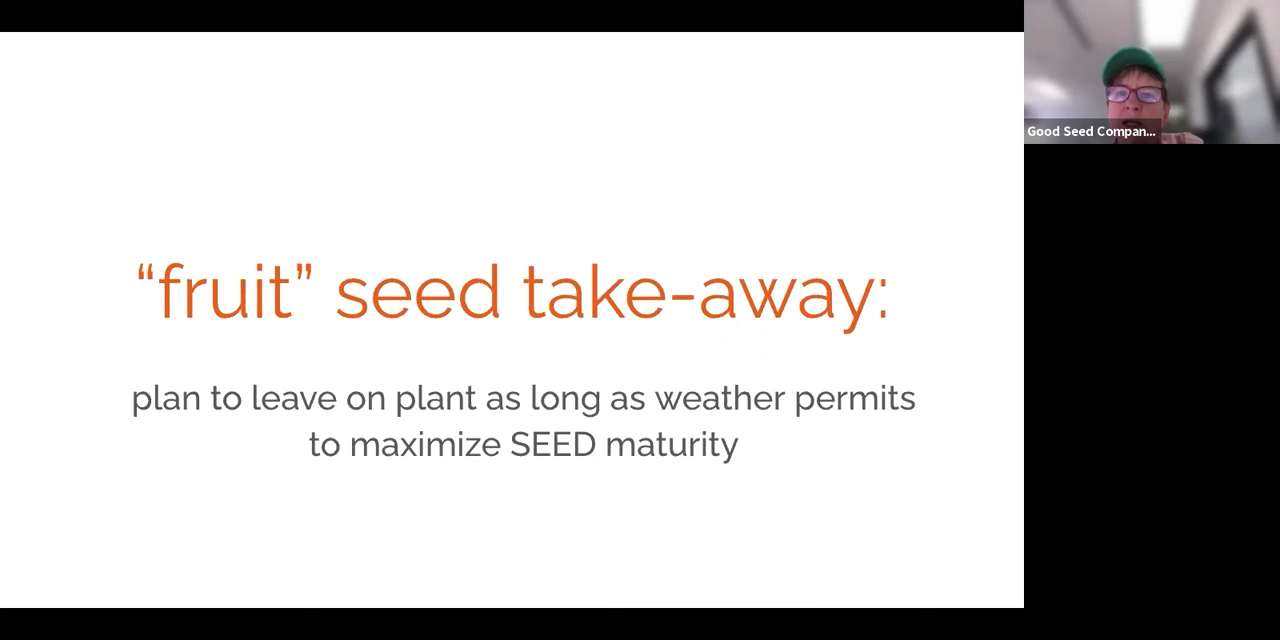 “fruit” seed take-away:
plan to leave on plant as long as weather permits
to maximize SEED maturity
Good Seed Compan...